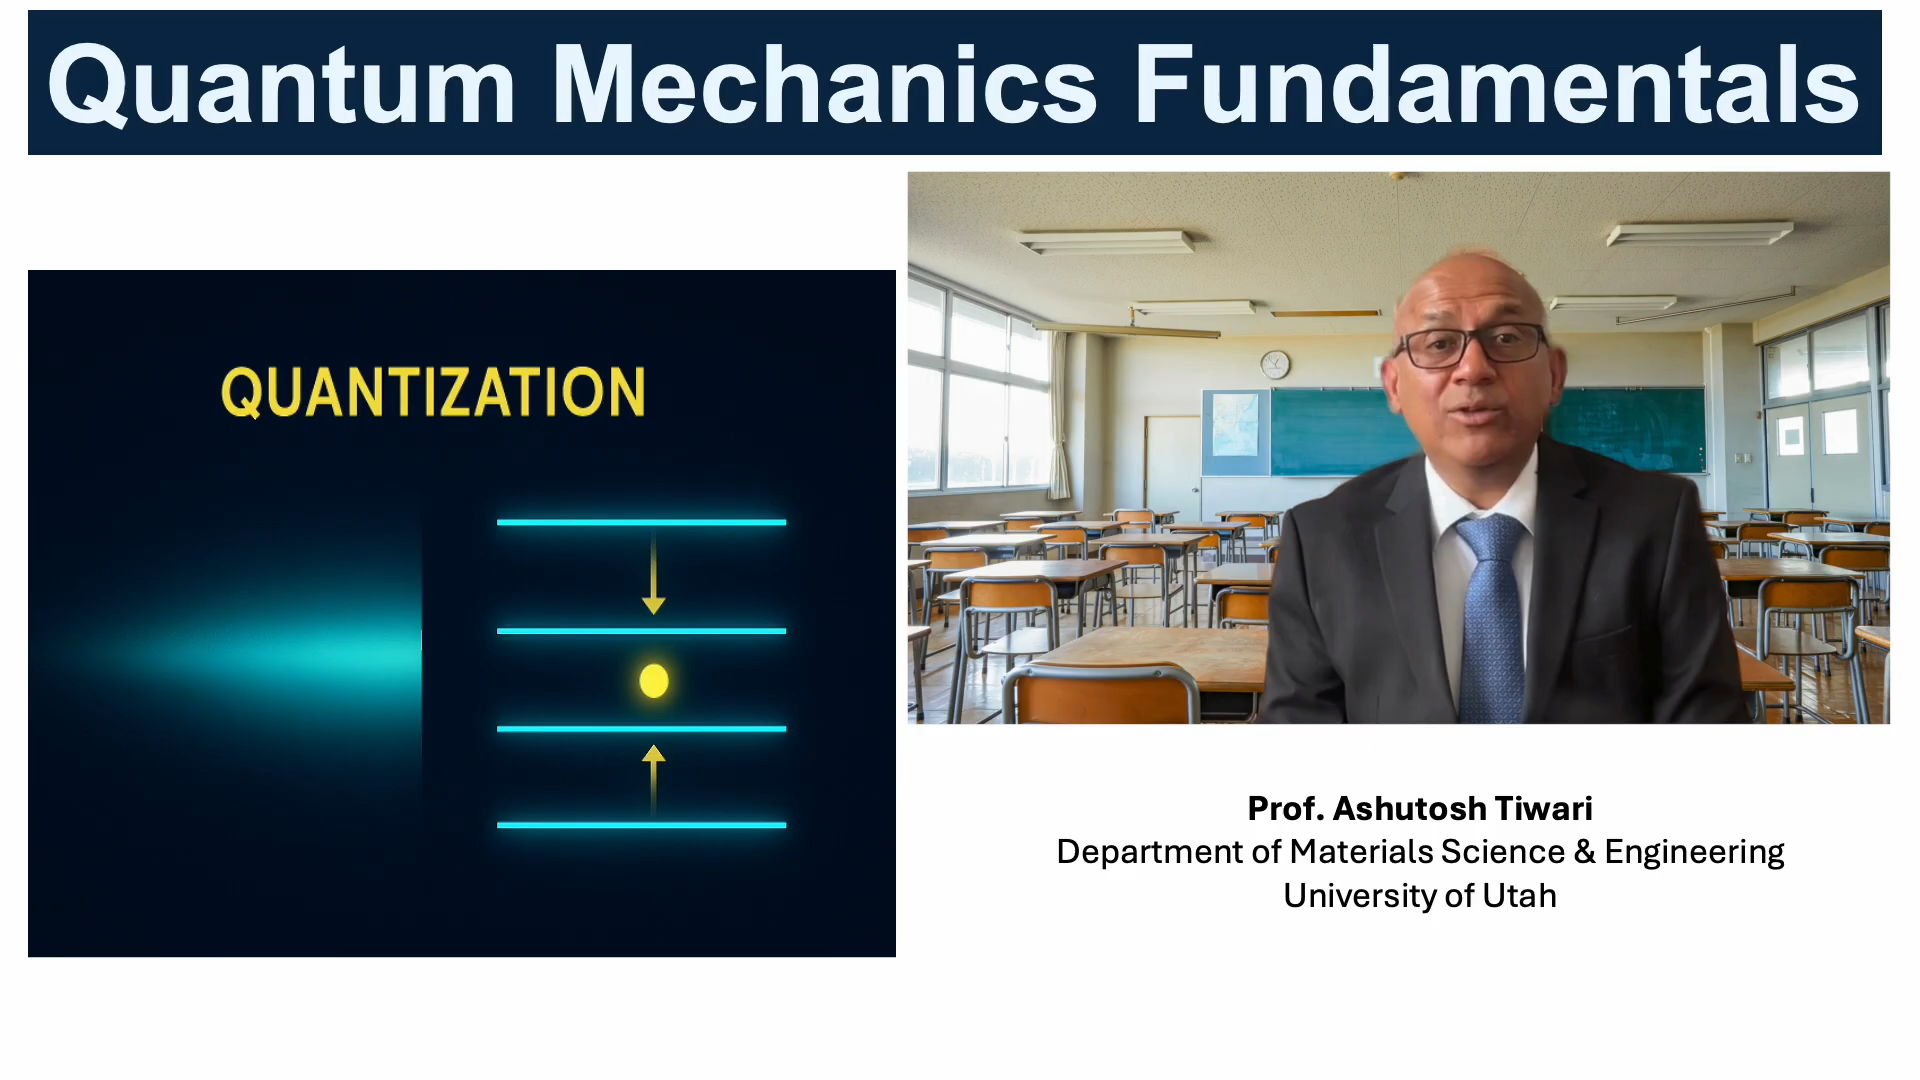 Quantum Mechanics Fundamentals
QUANTIZATION
Prof. Ashutosh Tiwari
Department of Materials Science & Engineering
University of Utah